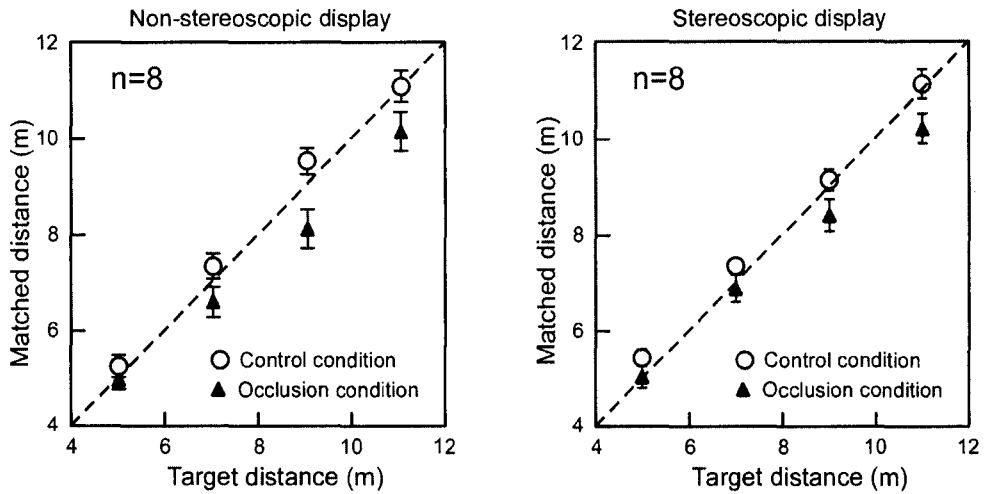 Non-stereoscopic display
12
10
8
6
4
n=8
Control condition
Occlusion condition
4 6 8 10 12
Matched distance (m)
Target distance (m)
Stereoscopic display
12
10
8
6
4
n=8
Control condition
Occlusion condition
4 6 8 10 12
Matched distance (m)
Target distance (m)